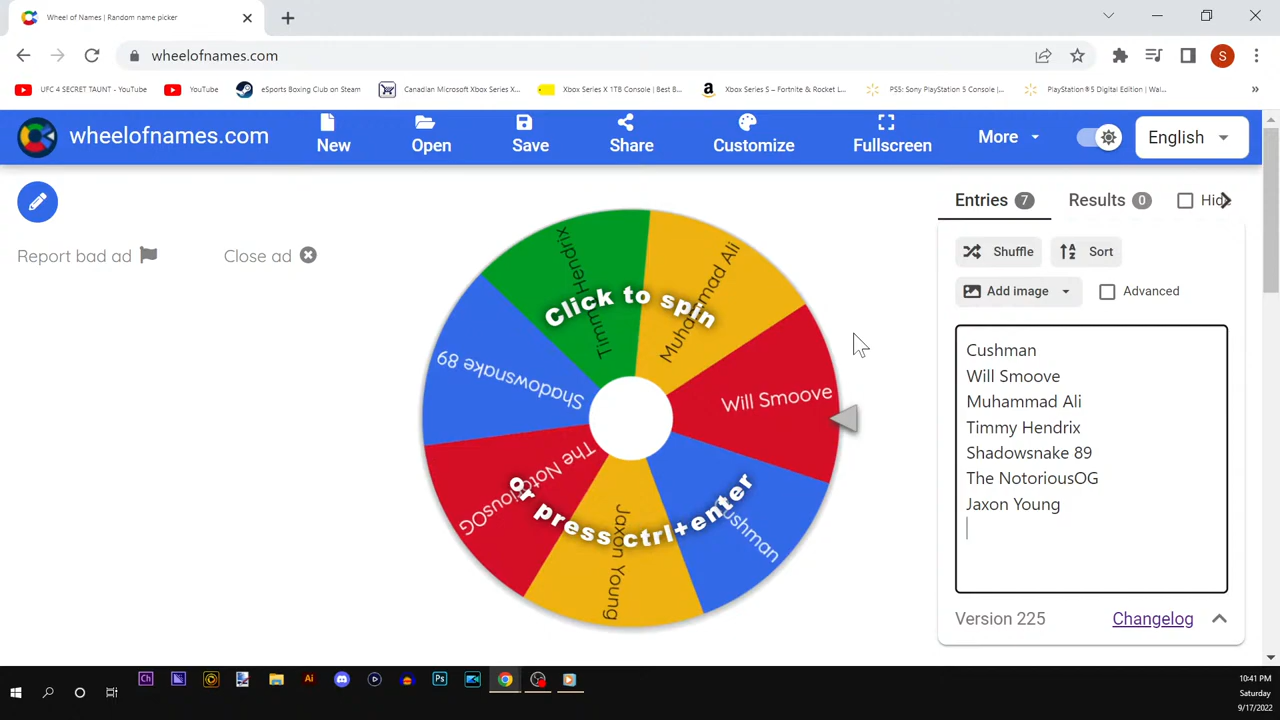 Wheel of Names | Random name picker
wheelofnames.com
S
UFC 4 SECRET TAUNT - YouTube
YouTube
eSports Boxing Club on Steam
Canadian Microsoft Xbox Series X...
Xbox Series X 1TB Console | Best B...
Xbox Series S – Fortnite & Rocket L...
PS5: Sony PlayStation 5 Console |...
PlayStation®5 Digital Edition | Wal...
»
wheelofnames.com
New
Open
Save
Share
Customize
Fullscreen
More
English
Report bad ad
Close ad
Timmy Hendrix
Muhammad Ali
Will Smoove
Cushman
Jaxon Young
The NotoriousOG
Shadowsnake 89
Click to spin
or press ctrl+enter
Entries 7
Results 0
Hide
Shuffle
Sort
Add image
Advanced
Cushman
Will Smoove
Muhammad Ali
Timmy Hendrix
Shadowsnake 89
The NotoriousOG
Jaxon Young
Version 225
Changelog
Ch
Ai
Ps
10:41 PM
Saturday
9/17/2022